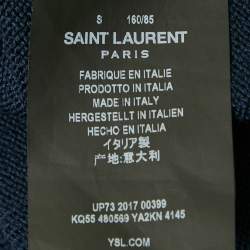 S 160/85
SAINT LAURENT
PARIS
FABRIQUE EN ITALIE
PRODOTTO IN ITALIA
MADE IN ITALY
HERGESTELLT IN ITALIEN
HECHO EN ITALIA
イタリア製
地:意大利
UP73 2017 00399
KQ55 480569 YA2KN 4145
YSL.COM